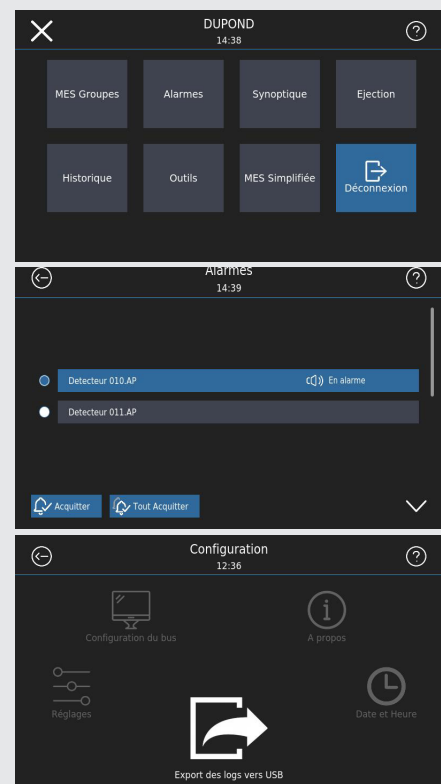 DUPOND
14:38
?
MES Groupes
Alarmes
Synoptique
Ejection
Historique
Outils
MES Simplifiée
Déconnexion
Alarmes
14:39
?
Detecteur 010.AP
En alarme
Detecteur 011.AP
Acquitter
Tout Acquitter
Configuration
12:36
?
Configuration du bus
i
A propos
Réglages
Date et Heure
Export des logs vers USB